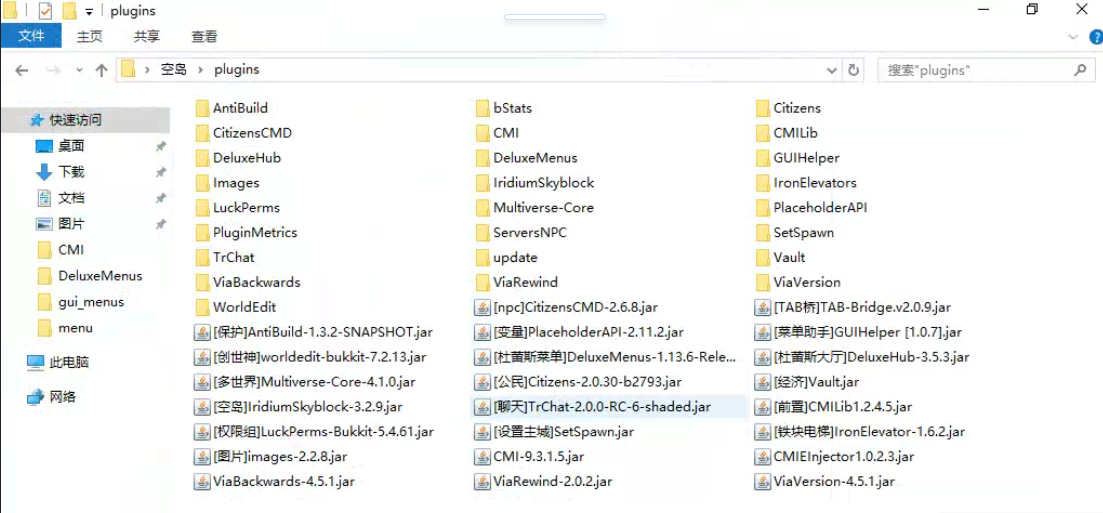 plugins
文件 主页 共享 查看
空岛 plugins 搜索"plugins"
快速访问
桌面
下载
文档
图片
CMI
DeluxeMenus
gui_menus
menu
此电脑
网络
AntiBuild bStats Citizens
CitizensCMD CMI CMILib
DeluxeHub DeluxeMenus GUIHelper
Images IridiumSkyblock IronElevators
LuckPerms Multiverse-Core PlaceholderAPI
PluginMetrics ServersNPC SetSpawn
TrChat update Vault
ViaBackwards ViaRewind ViaVersion
WorldEdit [npc]CitizensCMD-2.6.8.jar [TAB桥]TAB-Bridge.v2.0.9.jar
[保护]AntiBuild-1.3.2-SNAPSHOT.jar [变量]PlaceholderAPI-2.11.2.jar [菜单助手]GUIHelper [1.0.7].jar
[创世神]worldedit-bukkit-7.2.13.jar [杜蕾斯菜单]DeluxeMenus-1.13.6-Rele... [杜蕾斯大厅]DeluxeHub-3.5.3.jar
[多世界]Multiverse-Core-4.1.0.jar [公民]Citizens-2.0.30-b2793.jar [经济]Vault.jar
[空岛]IridiumSkyblock-3.2.9.jar [聊天]TrChat-2.0.0-RC-6-shaded.jar [前置]CMILib1.2.4.5.jar
[权限组]LuckPerms-Bukkit-5.4.61.jar [设置主城]SetSpawn.jar [铁块电梯]IronElevator-1.6.2.jar
[图片]images-2.2.8.jar CMI-9.3.1.5.jar CMIEInjector1.0.2.3.jar
ViaBackwards-4.5.1.jar ViaRewind-2.0.2.jar ViaVersion-4.5.1.jar